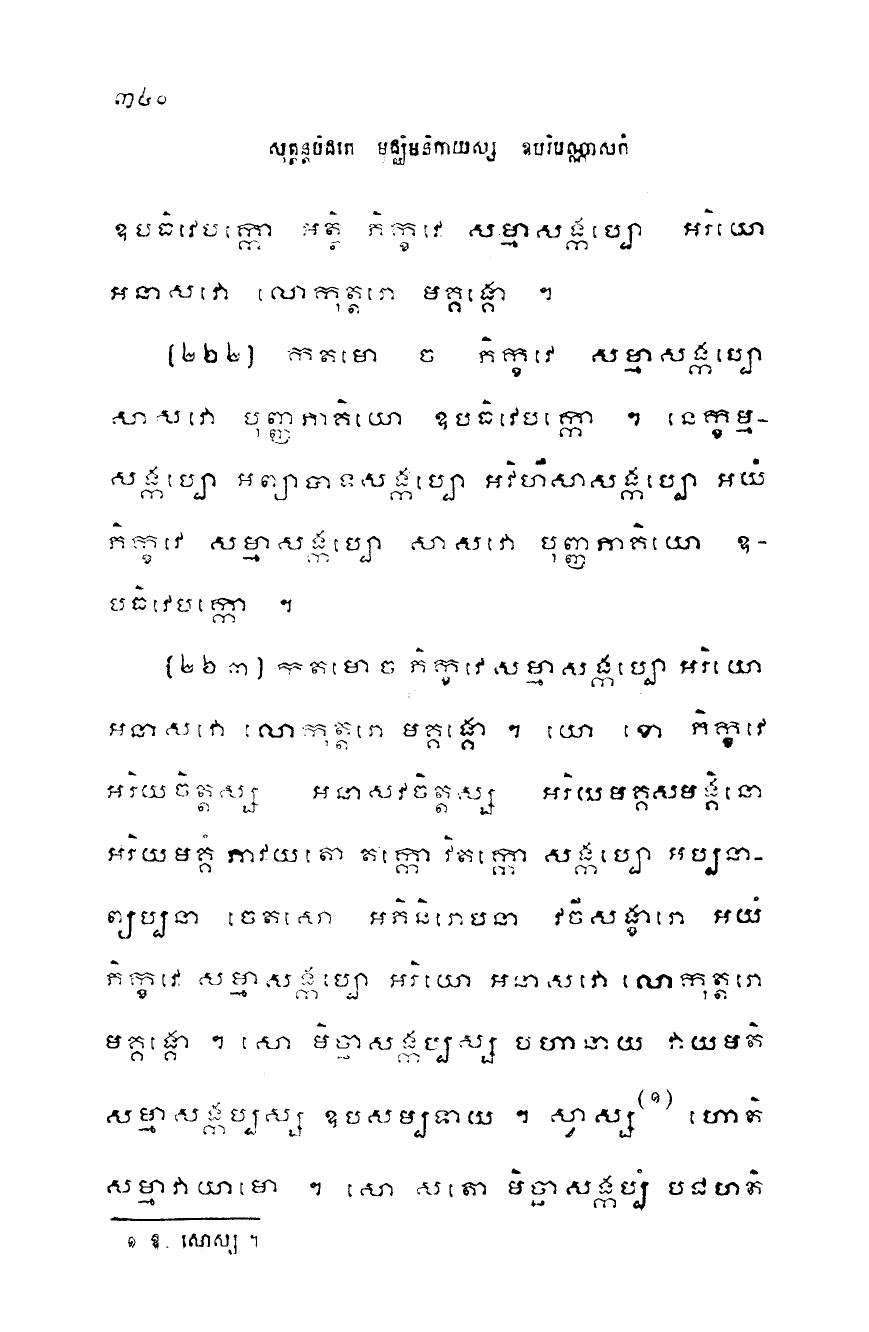 ៣៤០
សុត្តន្តបិដកេ មជ្ឈិមនិកាយស្ស ឧបរិបណ្ណាសកំ
ឧបធិវេបក្កោ អត្ថិ ភិក្ខវេ សម្មាសង្កប្បោ អរិយោ
អនាសវោ លោកុត្តរោ មគ្គង្គោ ។
(២២២) កតមោ ច ភិក្ខវេ សម្មាសង្កប្បោ
សាសវោ បុញ្ញភាគិយោ ឧបធិវេបក្កោ ។ នេក្ខម្ម-
សង្កប្បោ អព្យាបាទសង្កប្បោ អវិហឹសាសង្កប្បោ អយំ
ភិក្ខវេ សម្មាសង្កប្បោ សាសវោ បុញ្ញភាគិយោ ឧ-
បធិវេបក្កោ ។
(២២៣) កតមោ ច ភិក្ខវេ សម្មាសង្កប្បោ អរិយោ
អនាសវោ លោកុត្តរោ មគ្គង្គោ ។ យោ ខោ ភិក្ខវេ
អរិយចិត្តស្ស អនាសវចិត្តស្ស អរិយមគ្គសមង្គិនោ
អរិយមគ្គំ ភាវយតោ តក្កោ វិតក្កោ សង្កប្បោ អប្បនា-
ព្យប្បនា ចេតសោ អភិនិរោបនា វចីសង្ខារោ អយំ
ភិក្ខវេ សម្មាសង្កប្បោ អរិយោ អនាសវោ លោកុត្តរោ
មគ្គង្គោ ។ សោ មិច្ឆាសង្កប្បស្ស បហានាយ វាយមតិ
សម្មាសង្កប្បស្ស ឧបសម្បទាយ ។ ស្វាស្ស(១) ហោតិ
សម្មាវាយាមោ ។ សោ សតោ មិច្ឆាសង្កប្បំ បជហតិ
១ ឱ. សោស្ស ។